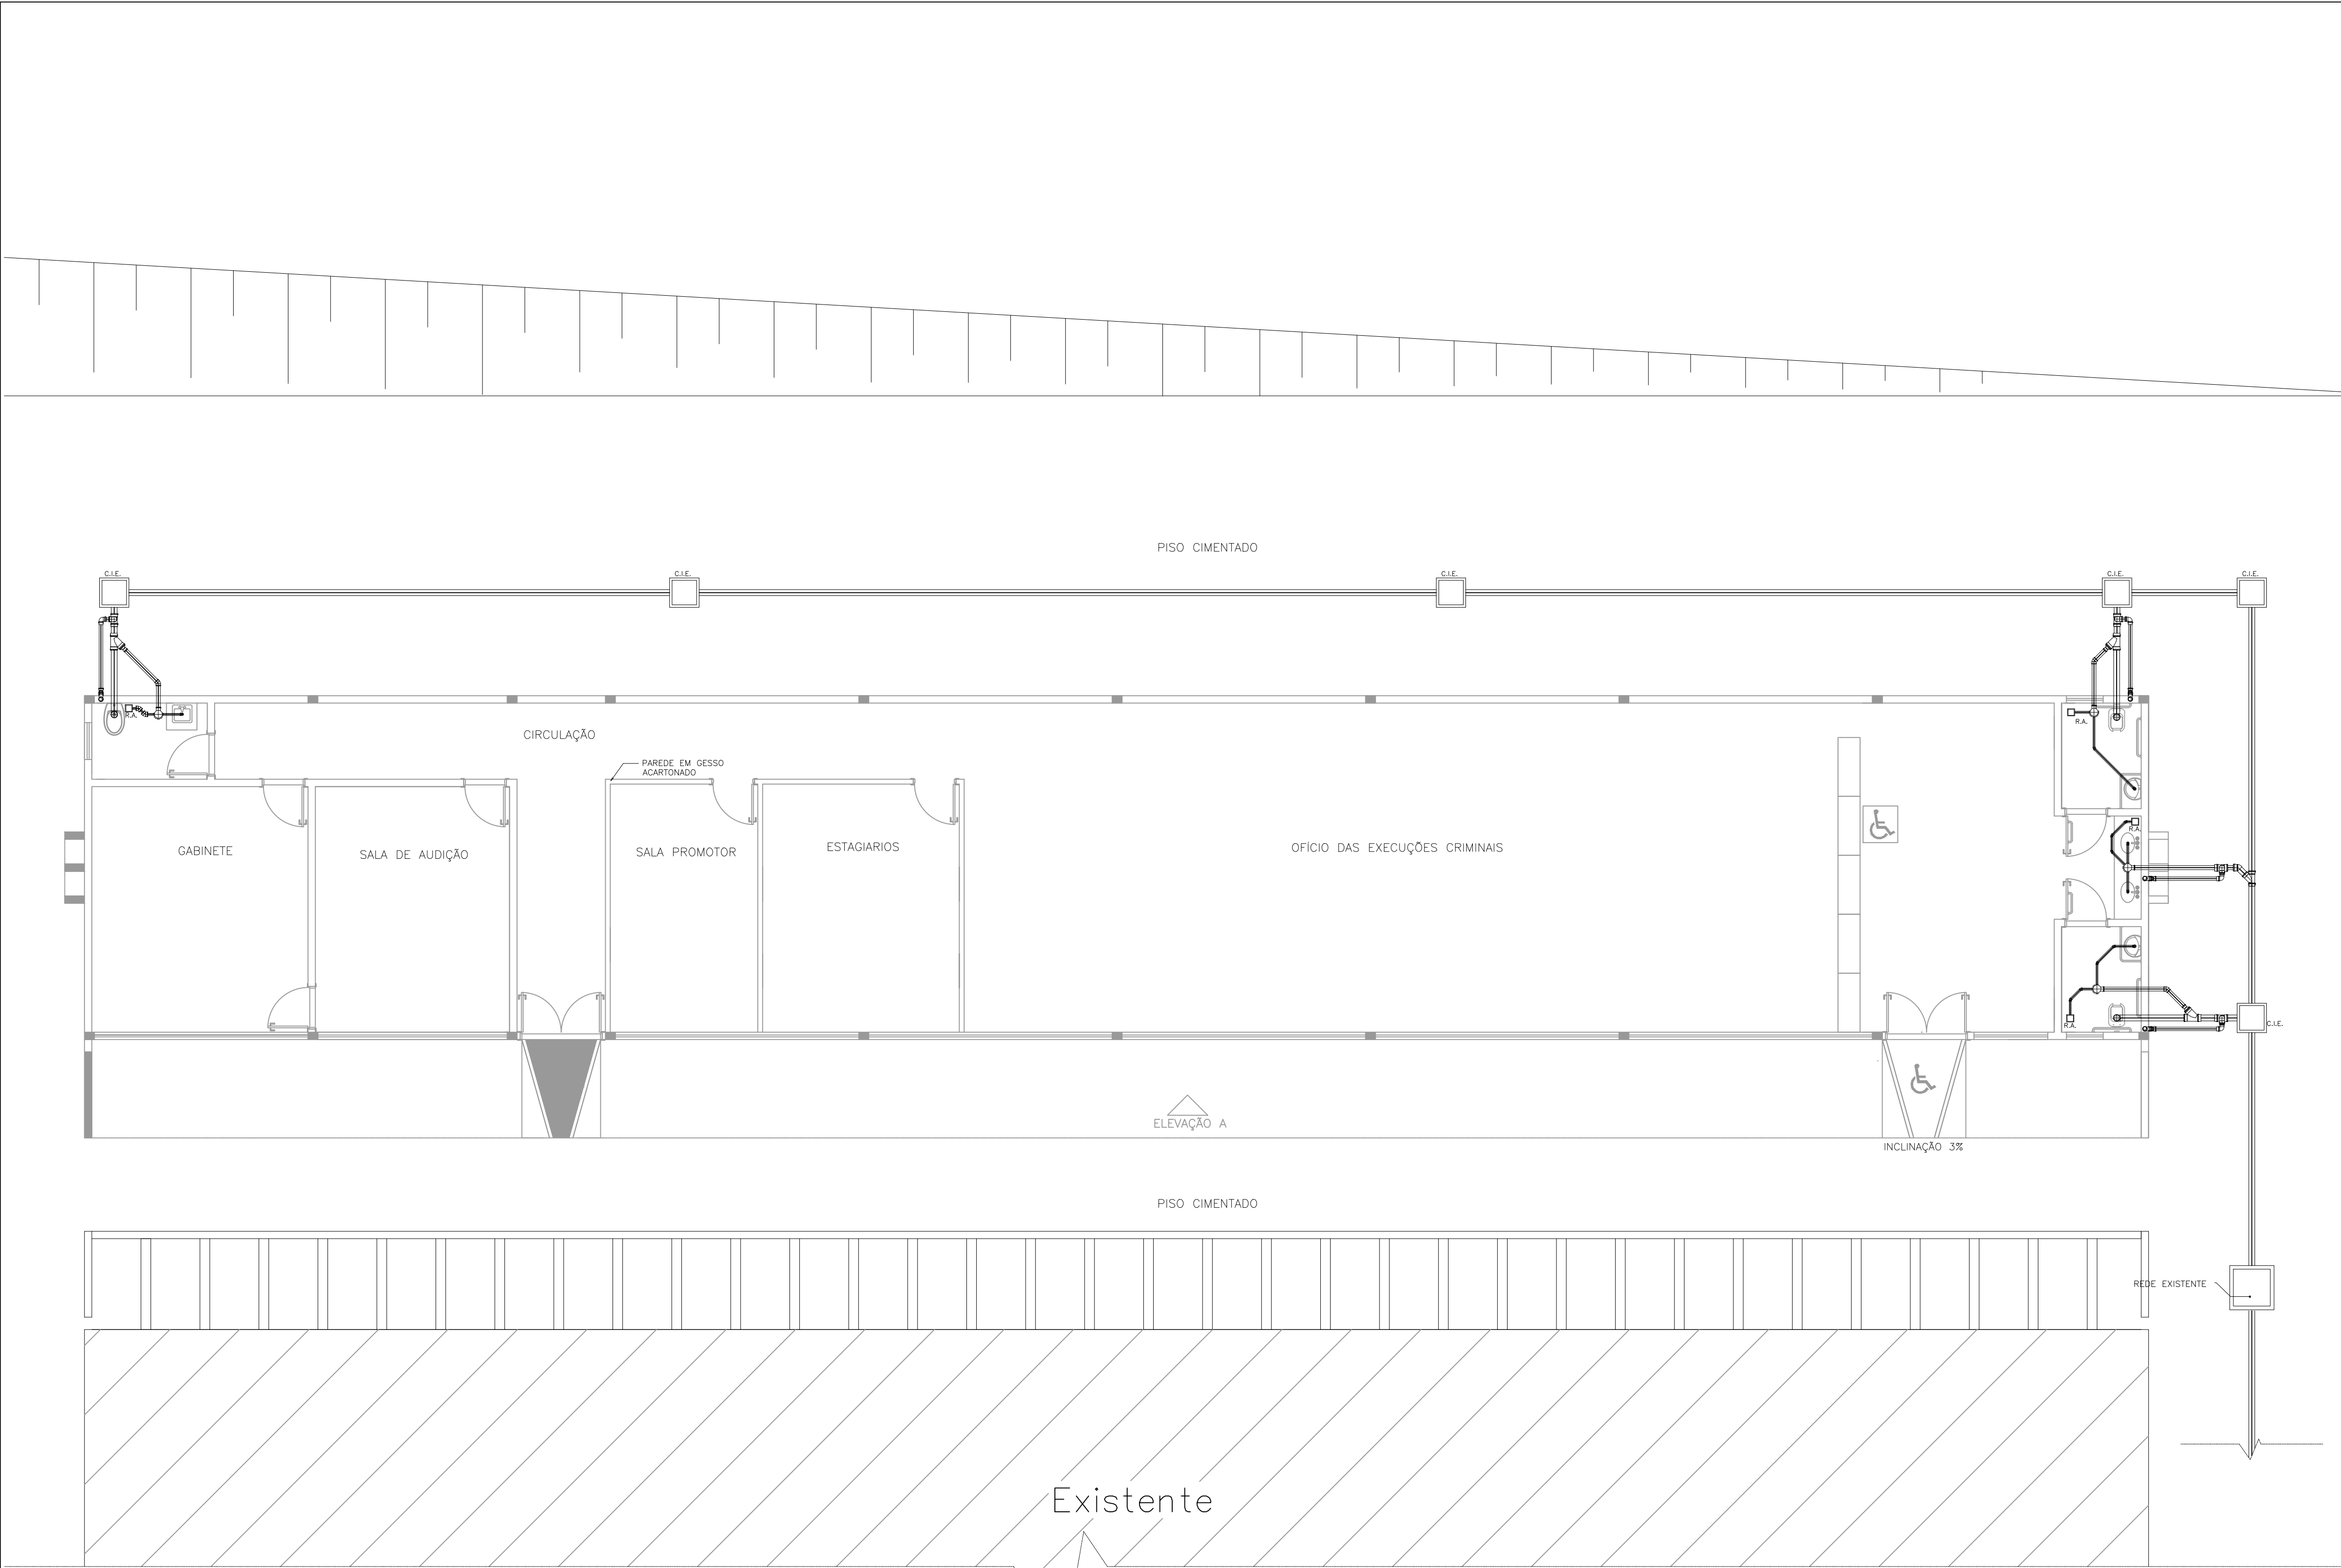 PISO CIMENTADO
C.I.E.
C.I.E.
C.I.E.
C.I.E.
C.I.E.
R.A.
R.A.
CIRCULAÇÃO
PAREDE EM GESSO
ACARTONADO
GABINETE
SALA DE AUDIÇÃO
SALA PROMOTOR
ESTAGIARIOS
OFÍCIO DAS EXECUÇÕES CRIMINAIS
R.A.
R.A.
C.I.E.
ELEVAÇÃO A
INCLINAÇÃO 3%
PISO CIMENTADO
REDE EXISTENTE
Existente